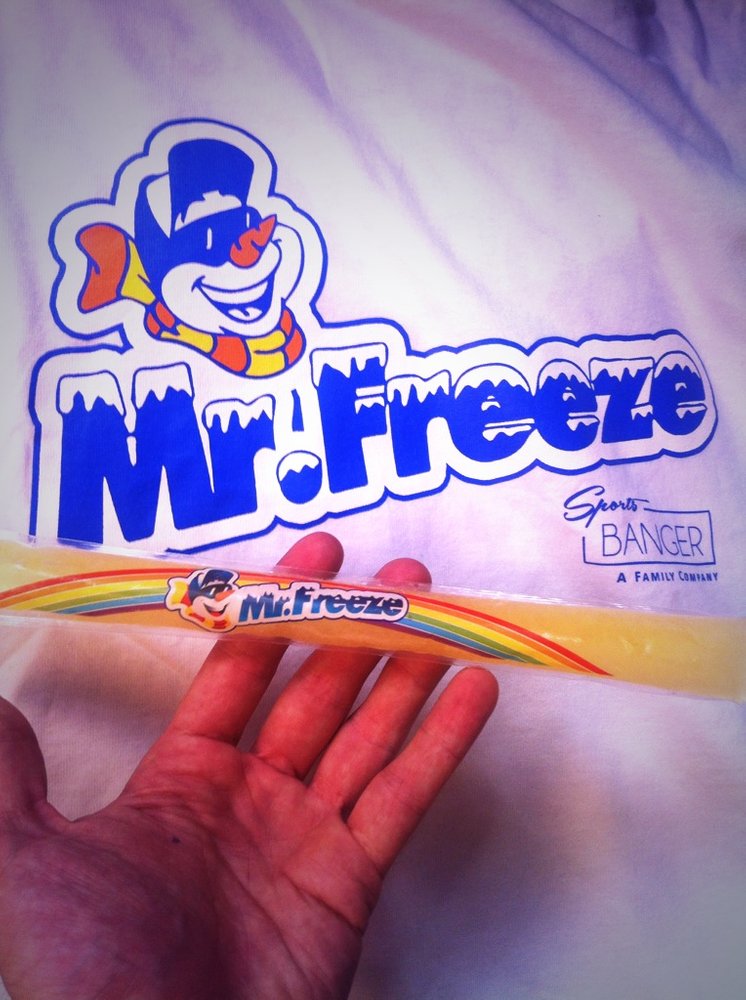 Mr. Freeze
Sports
BANGER
A FAMILY COMPANY
Mr. Freeze